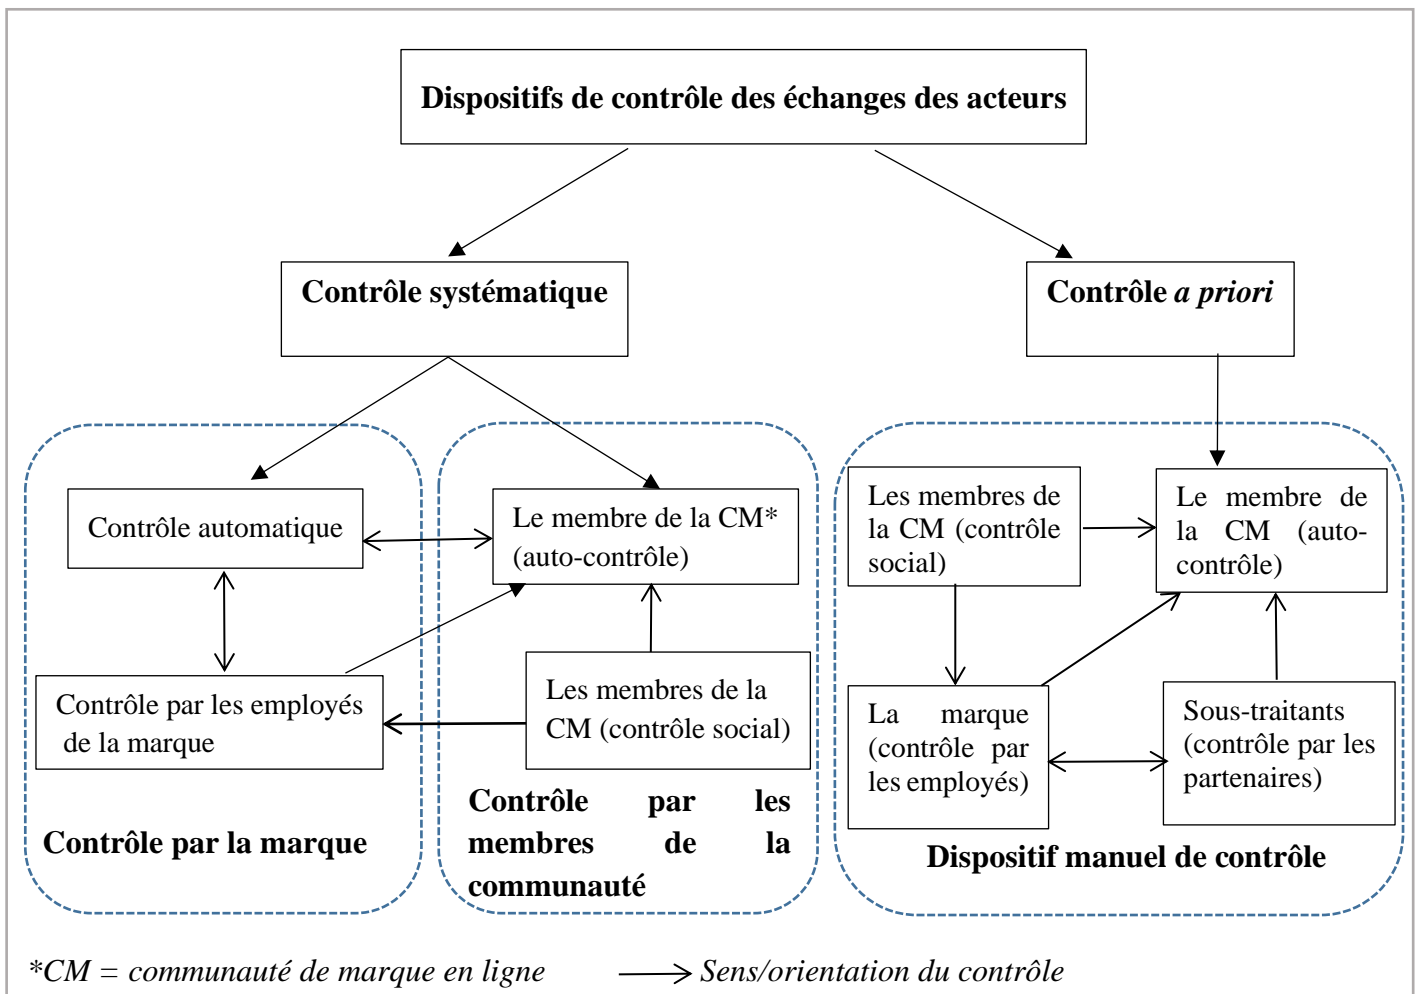 Dispositifs de contrôle des échanges des acteurs
Contrôle systématique
Contrôle a priori
Contrôle automatique
Le membre de la CM*
(auto-contrôle)
Les membres de
la CM (contrôle
social)
Le membre de
la CM (auto-
contrôle)
Contrôle par les employés
de la marque
Les membres de la
CM (contrôle social)
La marque
(contrôle par
les employés)
Sous-traitants
(contrôle par les
partenaires)
Contrôle par la marque
Contrôle par les
membres de la
communauté
Dispositif manuel de contrôle
*CM = communauté de marque en ligne
Sens/orientation du contrôle